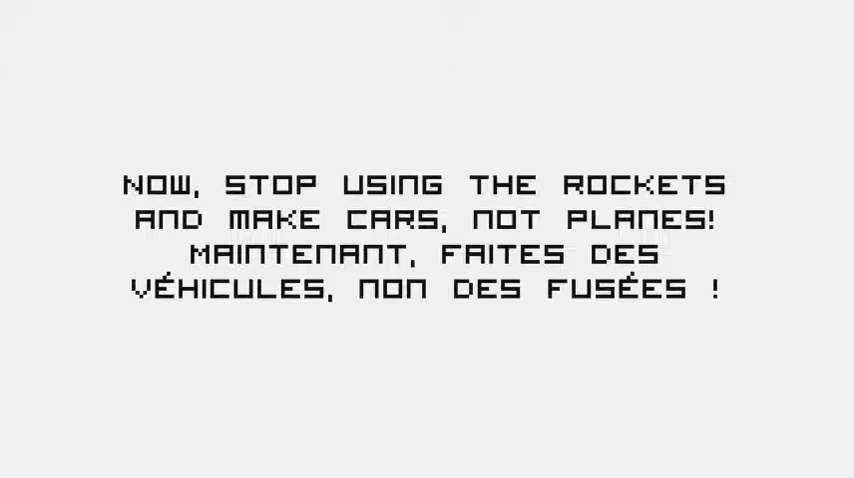 NOW, STOP USING THE ROCKETS
AND MAKE CARS, NOT PLANES!
MAINTENANT, FAITES DES
VÉHICULES, NON DES FUSÉES !